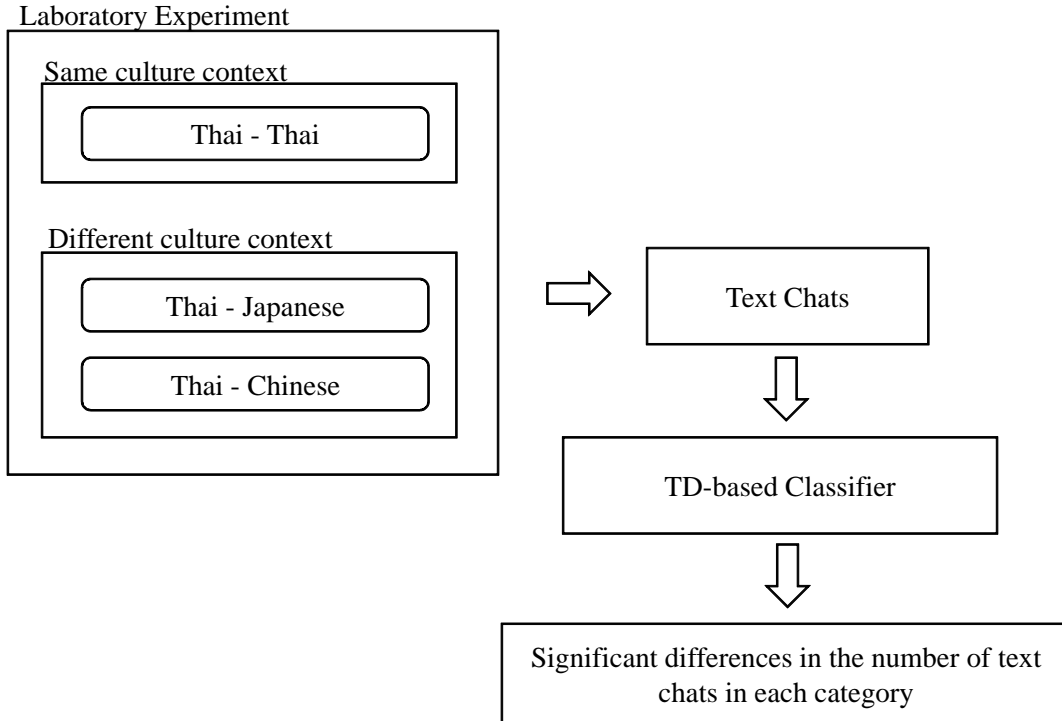 Laboratory Experiment
Same culture context
Thai - Thai
Different culture context
Thai - Japanese
Thai - Chinese
Text Chats
TD-based Classifier
Significant differences in the number of text
chats in each category